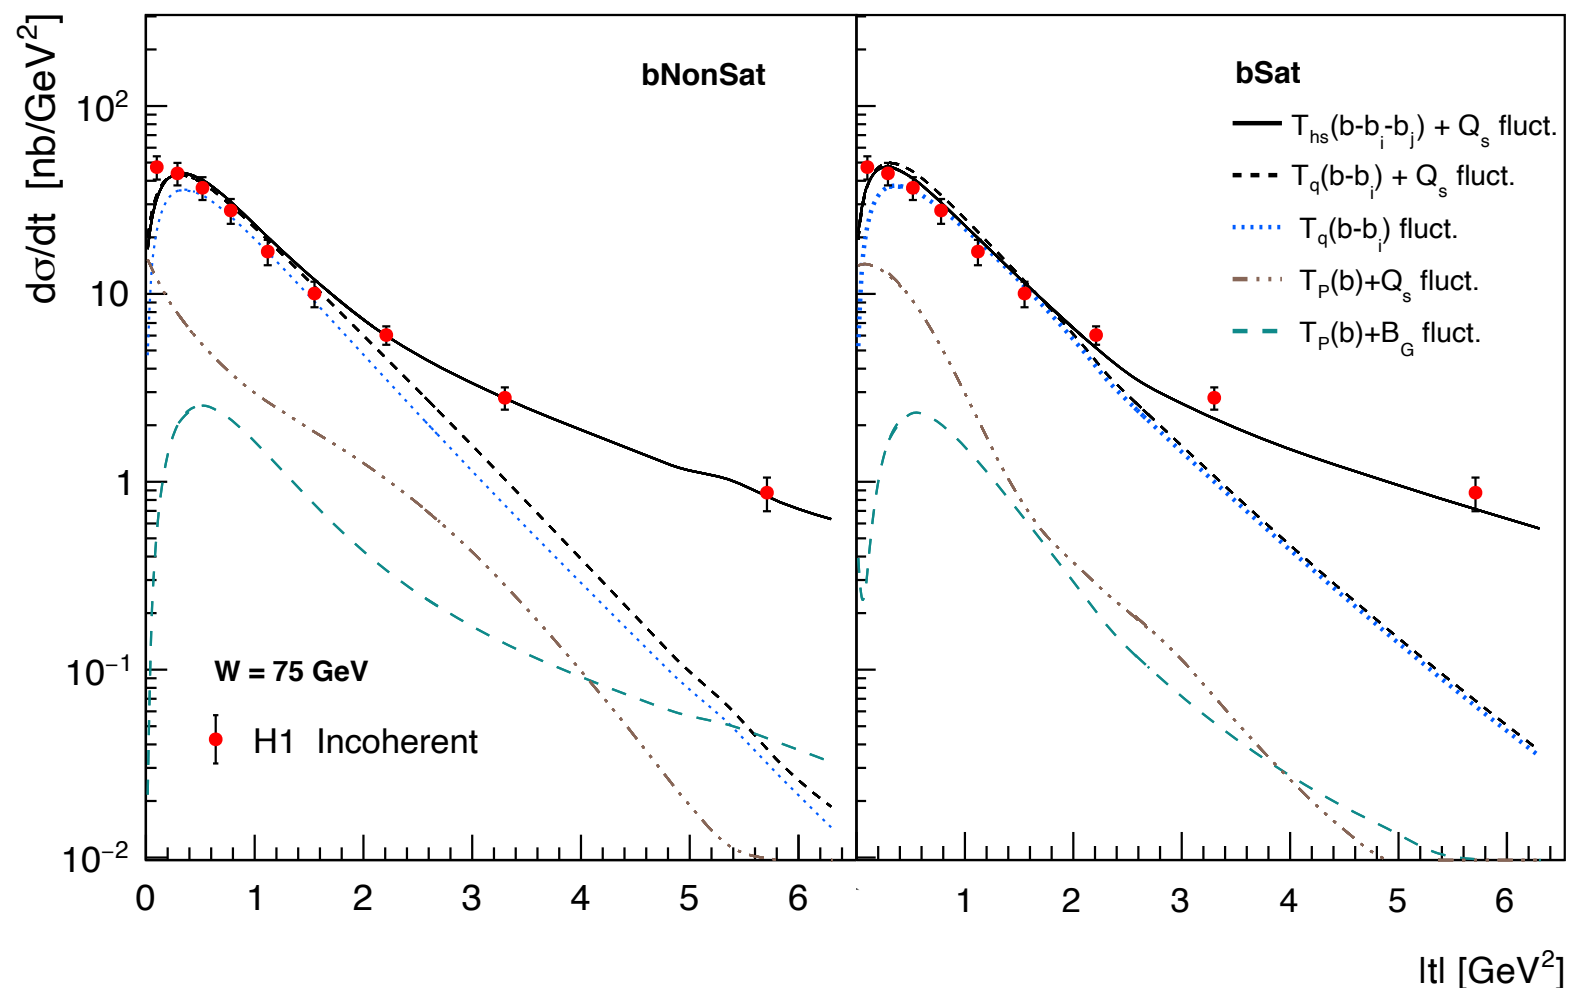 dσ/dt [nb/GeV²]
10²
10
1
10⁻¹
10⁻²
bNonSat
W = 75 GeV
H1 Incoherent
0 1 2 3 4 5 6
bSat
T_hs(b-b_i-b_j) + Q_s fluct.
T_q(b-b_i) + Q_s fluct.
T_q(b-b_i) fluct.
T_P(b)+Q_s fluct.
T_P(b)+B_G fluct.
1 2 3 4 5 6
|t| [GeV²]